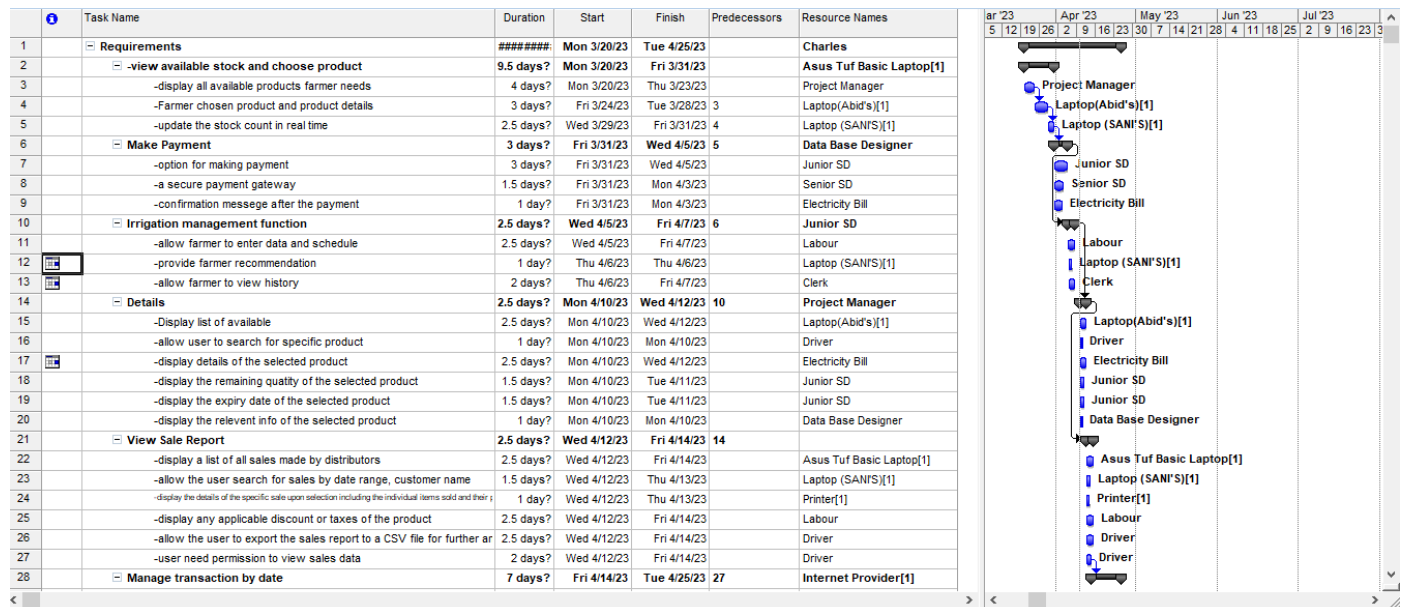 Task Name Duration Start Finish Predecessors Resource Names ar '23 Apr '23 May '23 Jun '23 Jul '23
5 12 19 26 2 9 16 23 30 7 14 21 28 4 11 18 25 2 9 16 23 3
1 Requirements ######## Mon 3/20/23 Tue 4/25/23 Charles
2 -view available stock and choose product 9.5 days? Mon 3/20/23 Fri 3/31/23 Asus Tuf Basic Laptop[1]
3 -display all available products farmer needs 4 days? Mon 3/20/23 Thu 3/23/23 Project Manager Project Manager
4 -Farmer chosen product and product details 3 days? Fri 3/24/23 Tue 3/28/23 3 Laptop(Abid's)[1] Laptop(Abid's)[1]
5 -update the stock count in real time 2.5 days? Wed 3/29/23 Fri 3/31/23 4 Laptop (SANI'S)[1] Laptop (SANI'S)[1]
6 Make Payment 3 days? Fri 3/31/23 Wed 4/5/23 5 Data Base Designer
7 -option for making payment 3 days? Fri 3/31/23 Wed 4/5/23 Junior SD Junior SD
8 -a secure payment gateway 1.5 days? Fri 3/31/23 Mon 4/3/23 Senior SD Senior SD
9 -confirmation messege after the payment 1 day? Fri 3/31/23 Mon 4/3/23 Electricity Bill Electricity Bill
10 Irrigation management function 2.5 days? Wed 4/5/23 Fri 4/7/23 6 Junior SD
11 -allow farmer to enter data and schedule 2.5 days? Wed 4/5/23 Fri 4/7/23 Labour Labour
12 -provide farmer recommendation 1 day? Thu 4/6/23 Thu 4/6/23 Laptop (SANI'S)[1] Laptop (SANI'S)[1]
13 -allow farmer to view history 2 days? Thu 4/6/23 Fri 4/7/23 Clerk Clerk
14 Details 2.5 days? Mon 4/10/23 Wed 4/12/23 10 Project Manager
15 -Display list of available 2.5 days? Mon 4/10/23 Wed 4/12/23 Laptop(Abid's)[1] Laptop(Abid's)[1]
16 -allow user to search for specific product 1 day? Mon 4/10/23 Mon 4/10/23 Driver Driver
17 -display details of the selected product 2.5 days? Mon 4/10/23 Wed 4/12/23 Electricity Bill Electricity Bill
18 -display the remaining quatity of the selected product 1.5 days? Mon 4/10/23 Tue 4/11/23 Junior SD Junior SD
19 -display the expiry date of the selected product 1.5 days? Mon 4/10/23 Tue 4/11/23 Junior SD Junior SD
20 -display the relevent info of the selected product 1 day? Mon 4/10/23 Mon 4/10/23 Data Base Designer Data Base Designer
21 View Sale Report 2.5 days? Wed 4/12/23 Fri 4/14/23 14
22 -display a list of all sales made by distributors 2.5 days? Wed 4/12/23 Fri 4/14/23 Asus Tuf Basic Laptop[1] Asus Tuf Basic Laptop[1]
23 -allow the user search for sales by date range, customer name 1.5 days? Wed 4/12/23 Thu 4/13/23 Laptop (SANI'S)[1] Laptop (SANI'S)[1]
24 -display the details of the specific sale upon selection including the individual items sold and their p 1 day? Wed 4/12/23 Thu 4/13/23 Printer[1] Printer[1]
25 -display any applicable discount or taxes of the product 2.5 days? Wed 4/12/23 Fri 4/14/23 Labour Labour
26 -allow the user to export the sales report to a CSV file for further ar 2.5 days? Wed 4/12/23 Fri 4/14/23 Driver Driver
27 -user need permission to view sales data 2 days? Wed 4/12/23 Fri 4/14/23 Driver Driver
28 Manage transaction by date 7 days? Fri 4/14/23 Tue 4/25/23 27 Internet Provider[1]